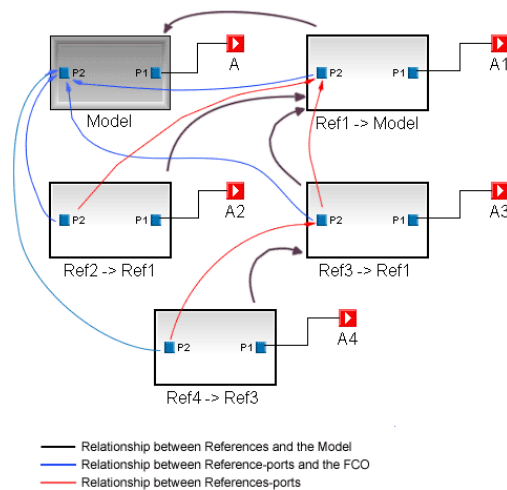 P2 P1
A
Model
P2 P1
A1
Ref1 -> Model
P2 P1
A2
Ref2 -> Ref1
P2 P1
A3
Ref3 -> Ref1
P2 P1
A4
Ref4 -> Ref3
Relationship between References and the Model
Relationship between Reference-ports and the FCO
Relationship between References-ports